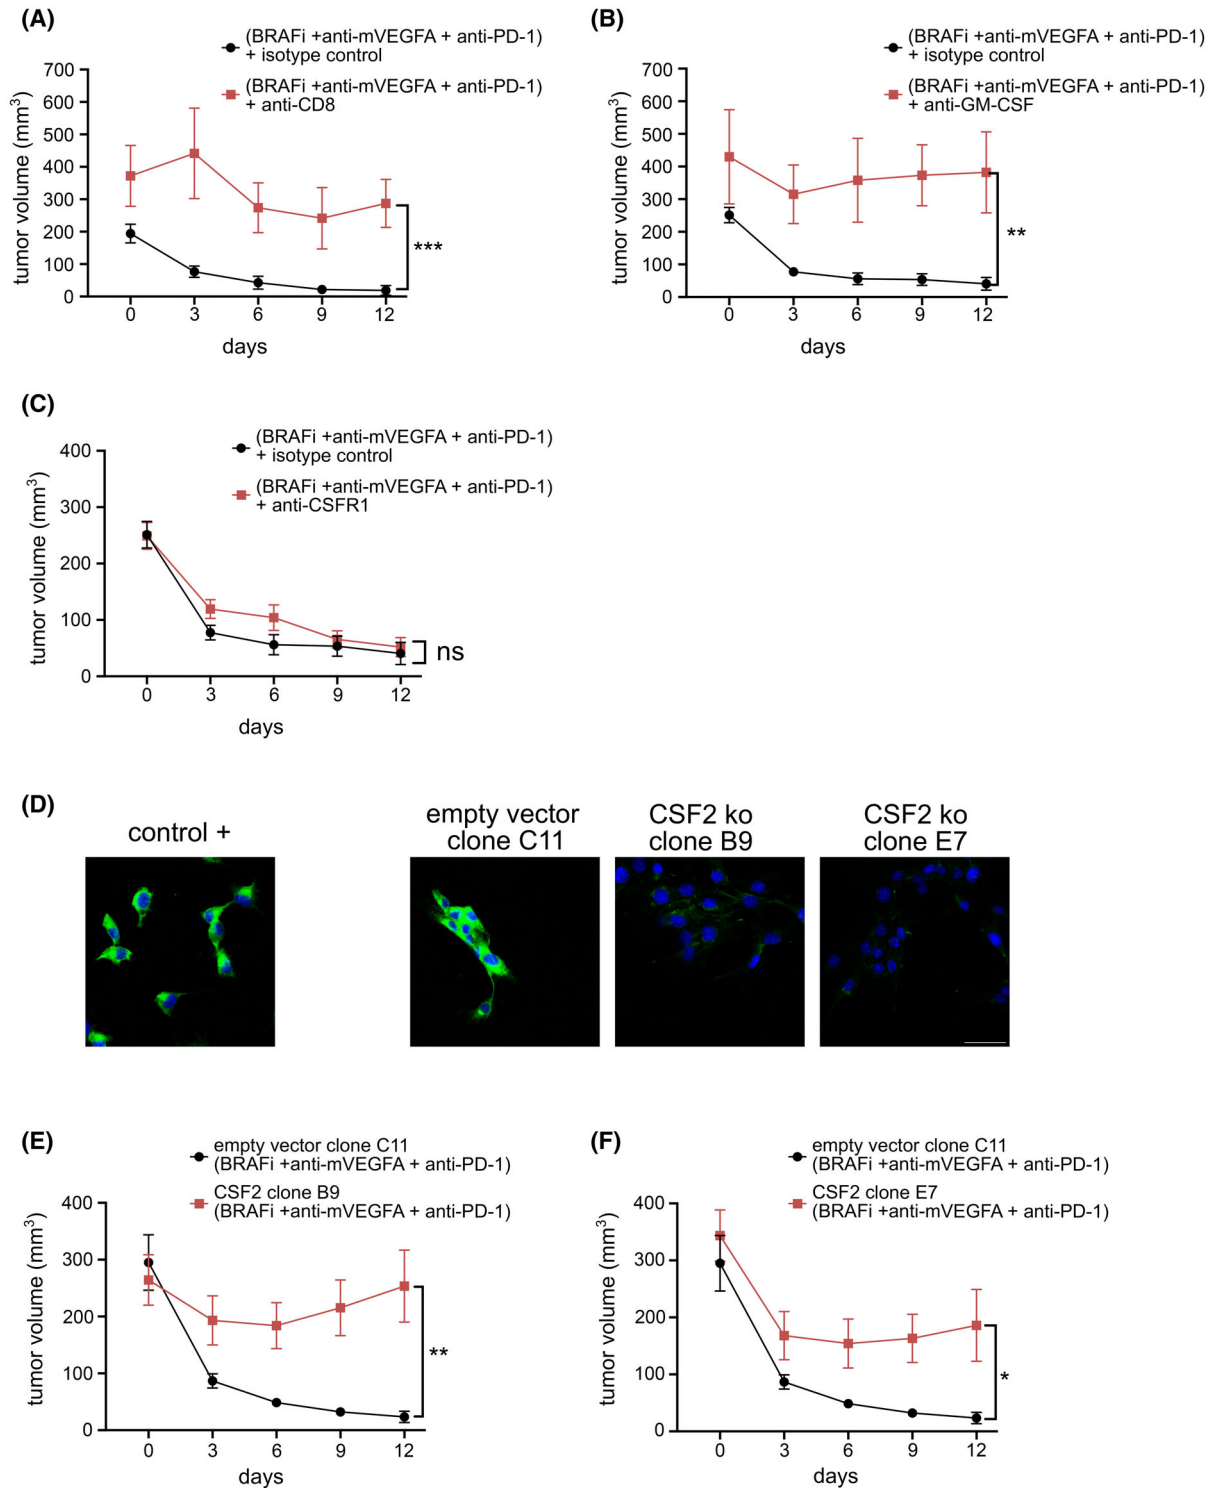 (A)
(BRAFi +anti-mVEGFA + anti-PD-1)
+ isotype control
(BRAFi +anti-mVEGFA + anti-PD-1)
+ anti-CD8
tumor volume (mm³)
700
600
500
400
300
200
100
0
0 3 6 9 12
days
***
(B)
(BRAFi +anti-mVEGFA + anti-PD-1)
+ isotype control
(BRAFi +anti-mVEGFA + anti-PD-1)
+ anti-GM-CSF
tumor volume (mm³)
700
600
500
400
300
200
100
0
0 3 6 9 12
days
**
(C)
(BRAFi +anti-mVEGFA + anti-PD-1)
+ isotype control
(BRAFi +anti-mVEGFA + anti-PD-1)
+ anti-CSFR1
tumor volume (mm³)
400
300
200
100
0
0 3 6 9 12
days
ns
(D)
control +
empty vector
clone C11
CSF2 ko
clone B9
CSF2 ko
clone E7
(E)
empty vector clone C11
(BRAFi +anti-mVEGFA + anti-PD-1)
CSF2 clone B9
(BRAFi +anti-mVEGFA + anti-PD-1)
tumor volume (mm³)
400
300
200
100
0
0 3 6 9 12
days
**
(F)
empty vector clone C11
(BRAFi +anti-mVEGFA + anti-PD-1)
CSF2 clone E7
(BRAFi +anti-mVEGFA + anti-PD-1)
tumor volume (mm³)
400
300
200
100
0
0 3 6 9 12
days
*